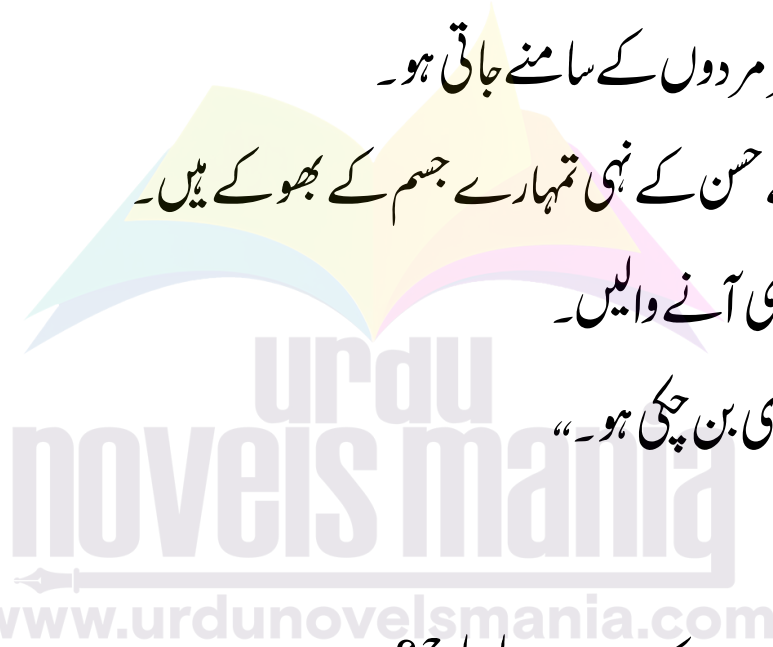 مردوں کے سامنے جاتی ہو۔
حسن کے نہی تمہارے جسم کے بھوکے ہیں۔
آنے والیں۔
بن چکی ہو۔“
urdu
novels mania
www.urdunovelsmania.com